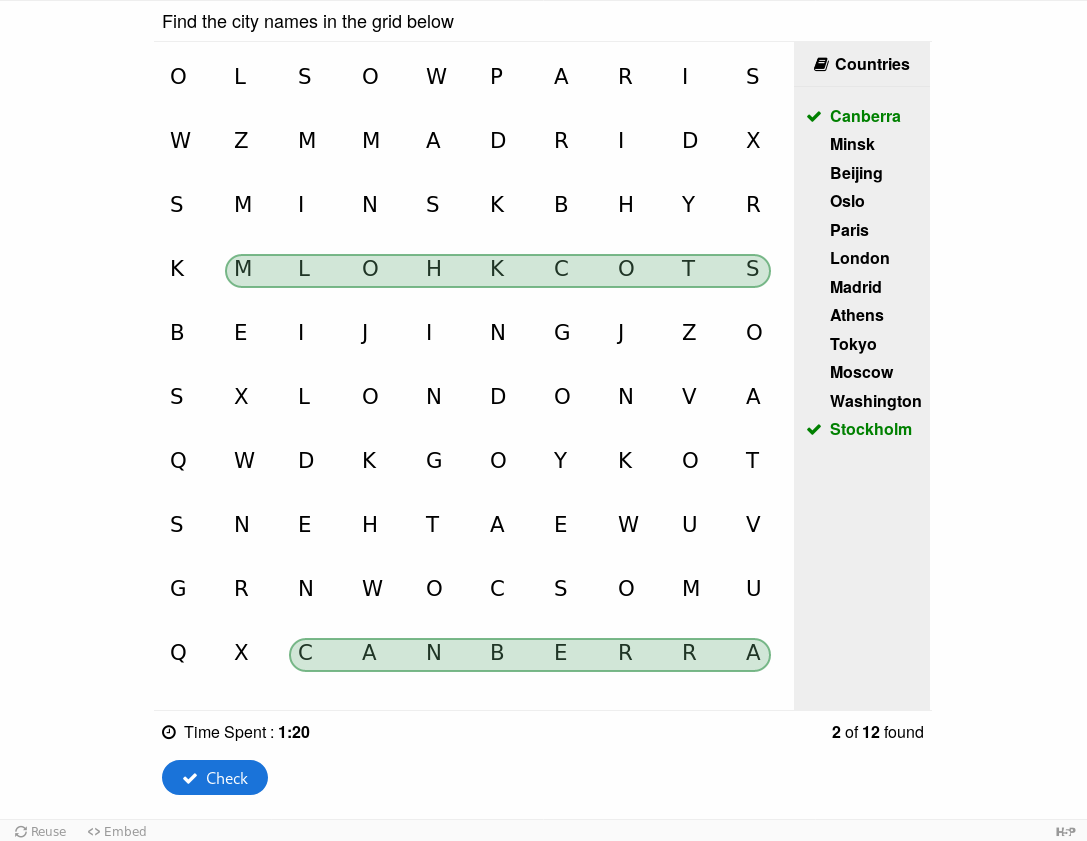 Find the city names in the grid below
O L S O W P A R I S
W Z M M A D R I D X
S M I N S K B H Y R
K M L O H K C O T S
B E I J I N G J Z O
S X L O N D O N V A
Q W D K G O Y K O T
S N E H T A E W U V
G R N W O C S O M U
Q X C A N B E R R A
Countries
Canberra
Minsk
Beijing
Oslo
Paris
London
Madrid
Athens
Tokyo
Moscow
Washington
Stockholm
Time Spent : 1:20
2 of 12 found
Check
Reuse
Embed
H5P